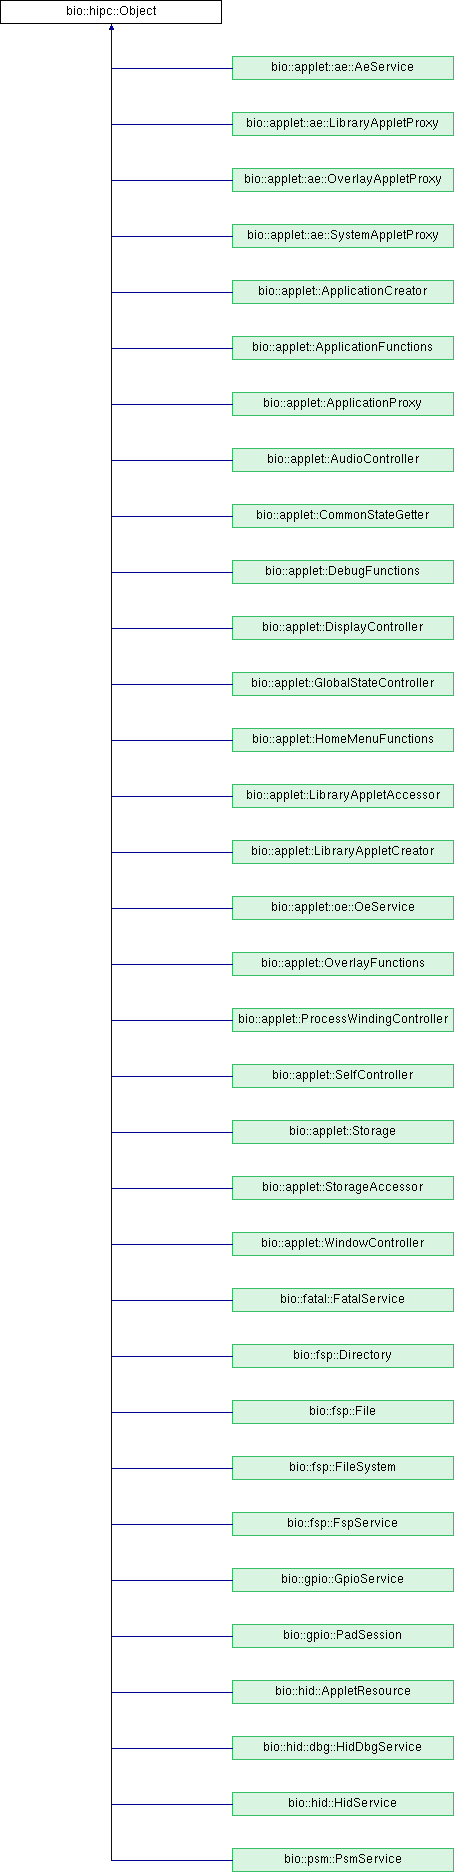 bio::hipc::Object
bio::applet::ae::AeService
bio::applet::ae::LibraryAppletProxy
bio::applet::ae::OverlayAppletProxy
bio::applet::ae::SystemAppletProxy
bio::applet::ApplicationCreator
bio::applet::ApplicationFunctions
bio::applet::ApplicationProxy
bio::applet::AudioController
bio::applet::CommonStateGetter
bio::applet::DebugFunctions
bio::applet::DisplayController
bio::applet::GlobalStateController
bio::applet::HomeMenuFunctions
bio::applet::LibraryAppletAccessor
bio::applet::LibraryAppletCreator
bio::applet::oe::OeService
bio::applet::OverlayFunctions
bio::applet::ProcessWindingController
bio::applet::SelfController
bio::applet::Storage
bio::applet::StorageAccessor
bio::applet::WindowController
bio::fatal::FatalService
bio::fsp::Directory
bio::fsp::File
bio::fsp::FileSystem
bio::fsp::FspService
bio::gpio::GpioService
bio::gpio::PadSession
bio::hid::AppletResource
bio::hid::dbg::HidDbgService
bio::hid::HidService
bio::psm::PsmService